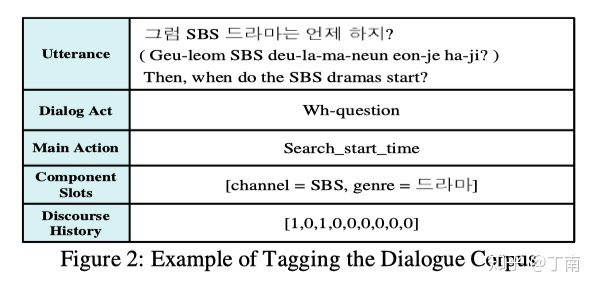 Utterance
그럼 SBS 드라마는 언제 하지?
( Geu-leom SBS deu-la-ma-neun eon-je ha-ji? )
Then, when do the SBS dramas start?
Dialog Act
Wh-question
Main Action
Search_start_time
Component
Slots
[channel = SBS, genre = 드라마]
Discourse
History
[1,0,1,0,0,0,0,0,0]
Figure 2: Example of Tagging the Dialogue Corpus
知乎 @丁南